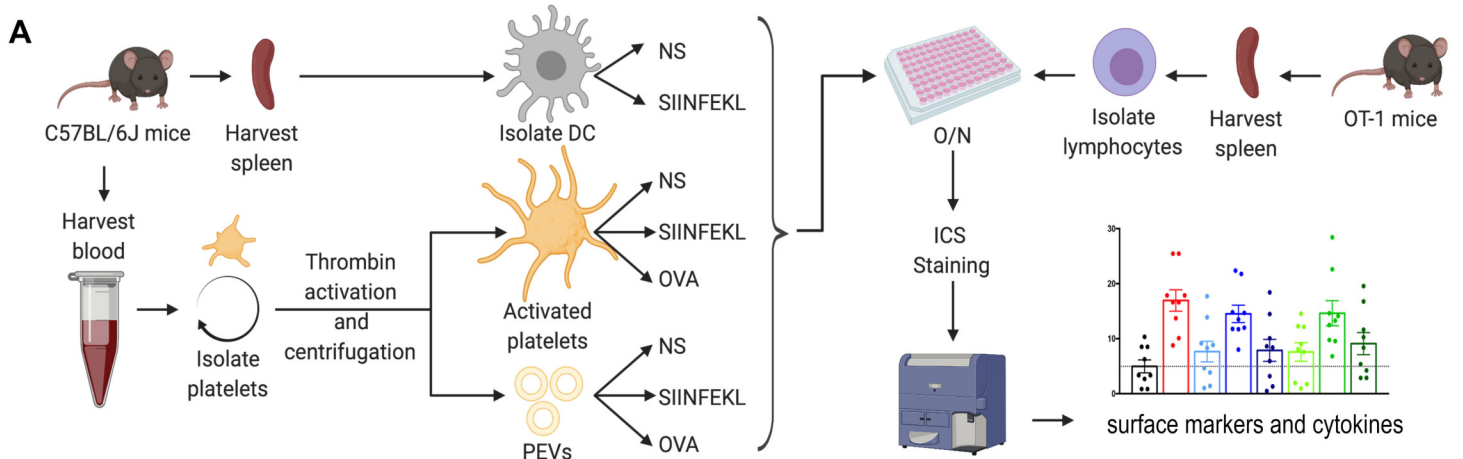 A
C57BL/6J mice
Harvest
spleen
Isolate DC
NS
SIINFEKL
O/N
Isolate
lymphocytes
Harvest
spleen
OT-1 mice
Harvest
blood
Isolate
platelets
Thrombin
activation
and
centrifugation
Activated
platelets
NS
SIINFEKL
OVA
PEVs
NS
SIINFEKL
OVA
ICS
Staining
30
20
10
0
surface markers and cytokines